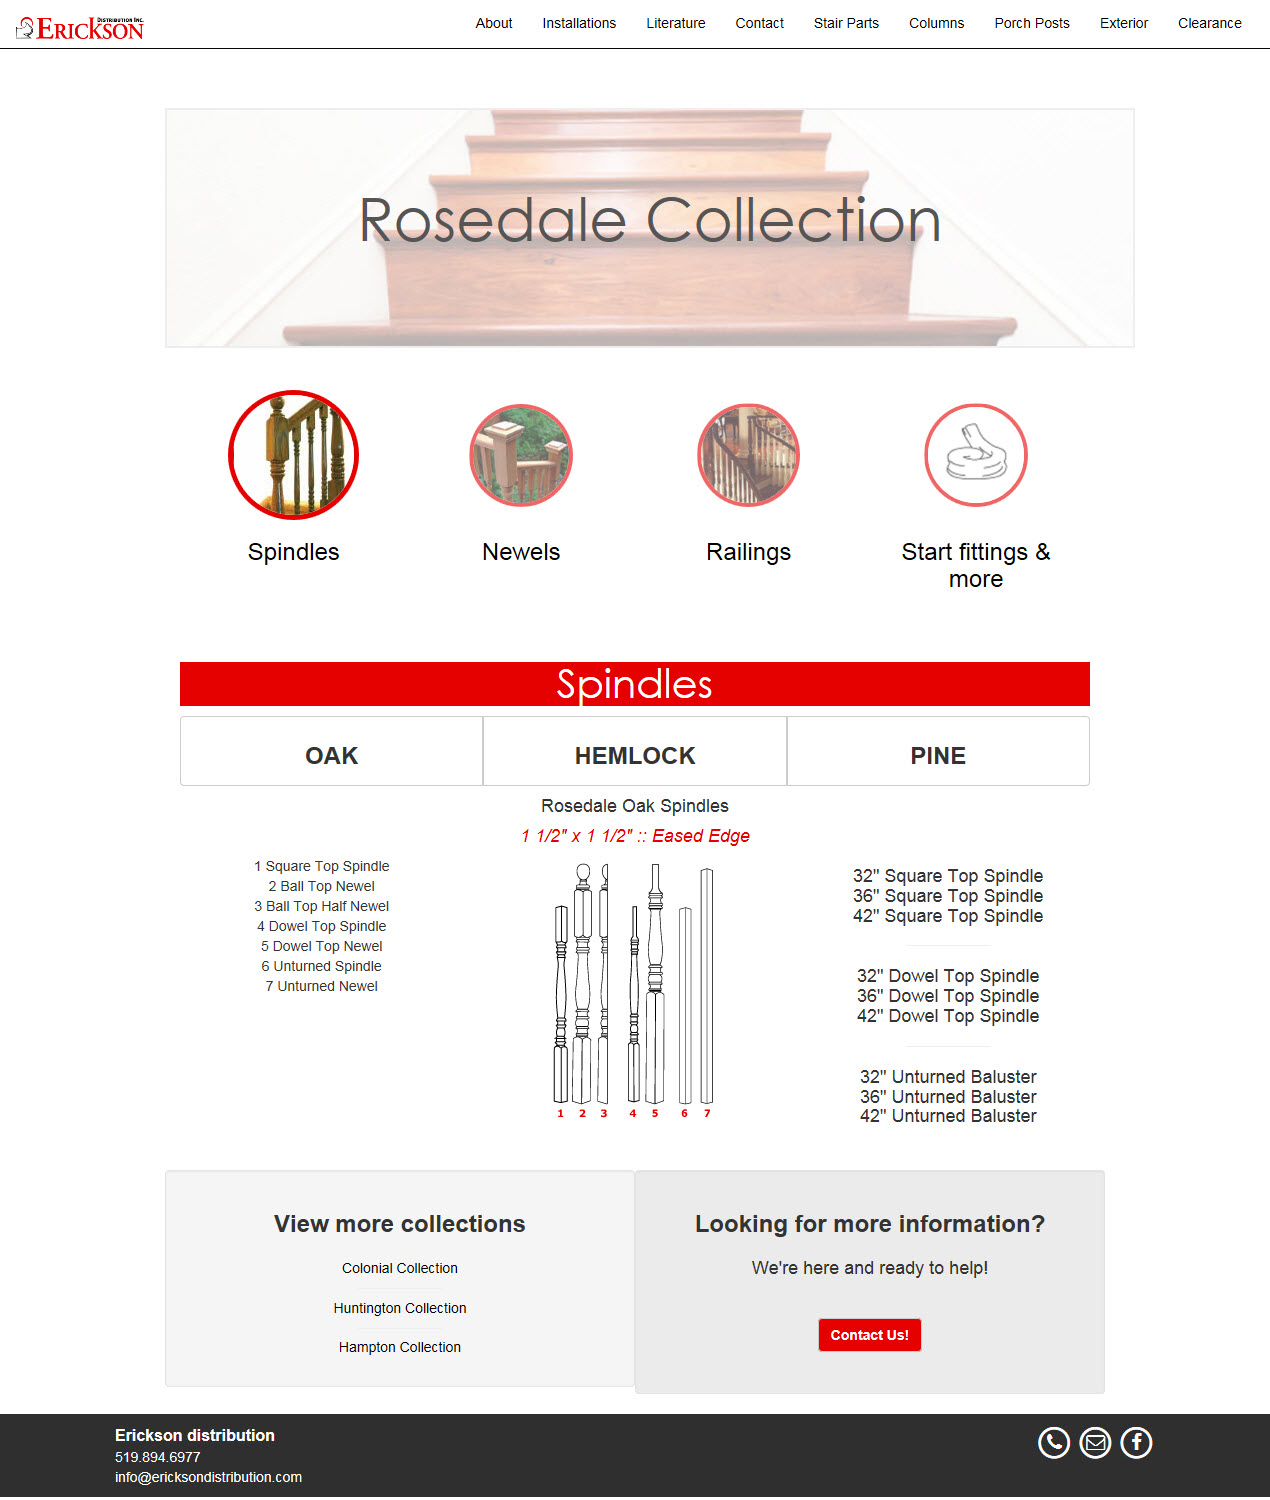 DISTRIBUTION INC.
ERICKSON
About Installations Literature Contact Stair Parts Columns Porch Posts Exterior Clearance
Rosedale Collection
Spindles
Newels
Railings
Start fittings &
more
Spindles
OAK
HEMLOCK
PINE
Rosedale Oak Spindles
1 1/2" x 1 1/2" :: Eased Edge
1 Square Top Spindle
2 Ball Top Newel
3 Ball Top Half Newel
4 Dowel Top Spindle
5 Dowel Top Newel
6 Unturned Spindle
7 Unturned Newel
1 2 3 4 5 6 7
32" Square Top Spindle
36" Square Top Spindle
42" Square Top Spindle
32" Dowel Top Spindle
36" Dowel Top Spindle
42" Dowel Top Spindle
32" Unturned Baluster
36" Unturned Baluster
42" Unturned Baluster
View more collections
Colonial Collection
Huntington Collection
Hampton Collection
Looking for more information?
We're here and ready to help!
Contact Us!
Erickson distribution
519.894.6977
info@ericksondistribution.com